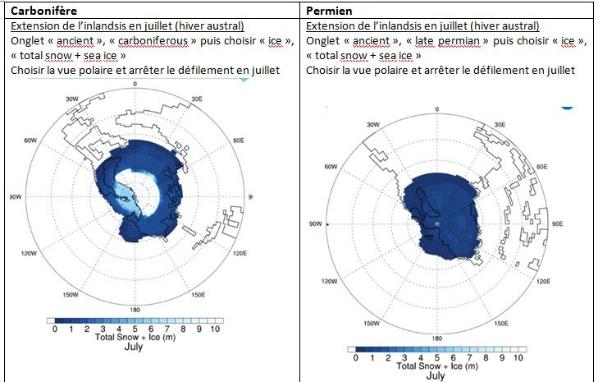 Carbonifère
Extension de l'inlandsis en juillet (hiver austral)
Onglet « ancient », « carboniferous » puis choisir « ice »,
« total snow + sea ice »
Choisir la vue polaire et arrêter le défilement en juillet
0
30W
30E
60W
60E
90W
9
120W
120E
150W
150E
180
0 1 2 3 4 5 6 7 8 9 10
Total Snow + Ice (m)
July
Permien
Extension de l'inlandsis en juillet (hiver austral)
Onglet « ancient », « late permian » puis choisir « ice »,
« total snow + sea ice »
Choisir la vue polaire et arrêter le défilement en juillet
0
30W
30E
60W
60E
90W
90E
120W
120E
150W
150E
180
0 1 2 3 4 5 6 7 8 9 10
Total Snow + Ice (m)
July